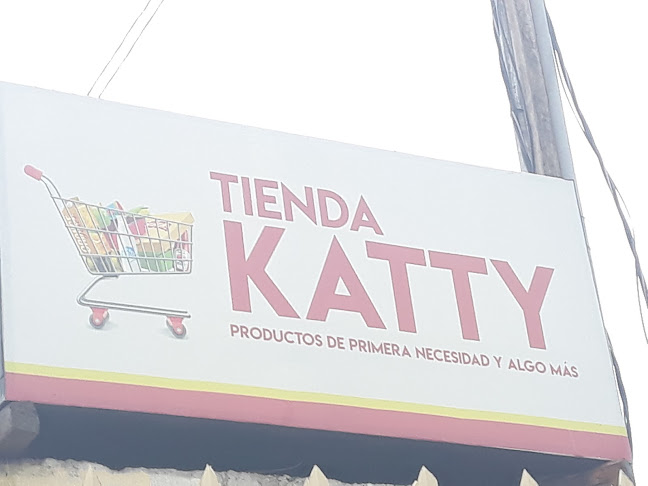 TIENDA
KATTY
PRODUCTOS DE PRIMERA NECESIDAD Y ALGO MÁS